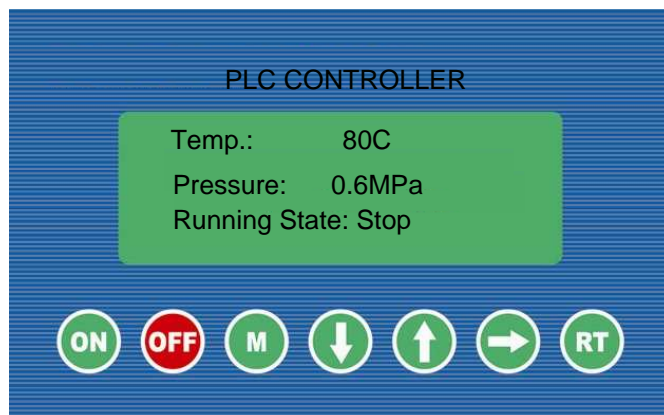 PLC CONTROLLER
Temp.: 80C
Pressure: 0.6MPa
Running State: Stop
ON OFF M RT